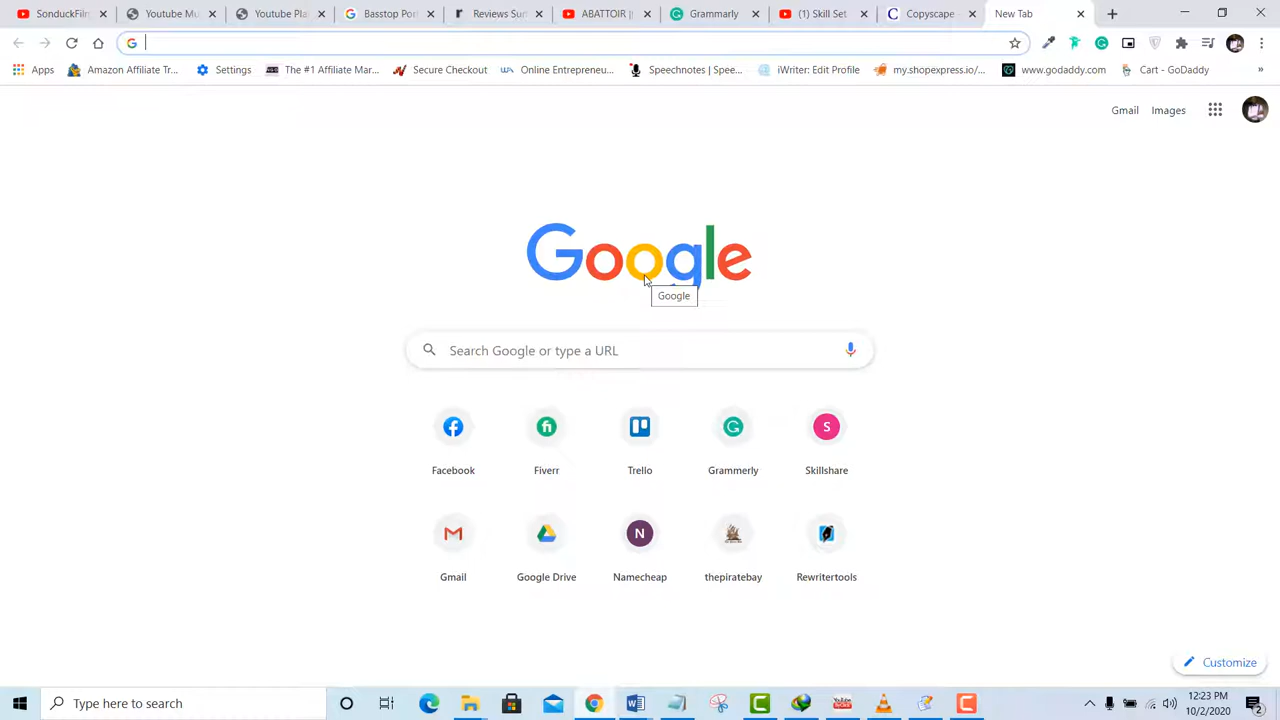 SonduckFilm
Youtube Mu
Youtube Pla
Basstop Por
Reviews Sur
ABATTOIR ||
Grammarly
(1) Skill Set
Copyscape
New Tab
Apps
Amazon Affiliate Tr...
Settings
The #1 Affiliate Mar...
Secure Checkout
Online Entrepreneu...
Speechnotes | Spee...
iWriter: Edit Profile
my.shopexpress.io/...
www.godaddy.com
Cart - GoDaddy
»
Gmail
Images
Google
Google
Search Google or type a URL
Facebook
Fiverr
Trello
Grammerly
Skillshare
S
Gmail
Google Drive
Namecheap
thepiratebay
Rewritertools
N
Customize
Type here to search
12:23 PM
10/2/2020
2